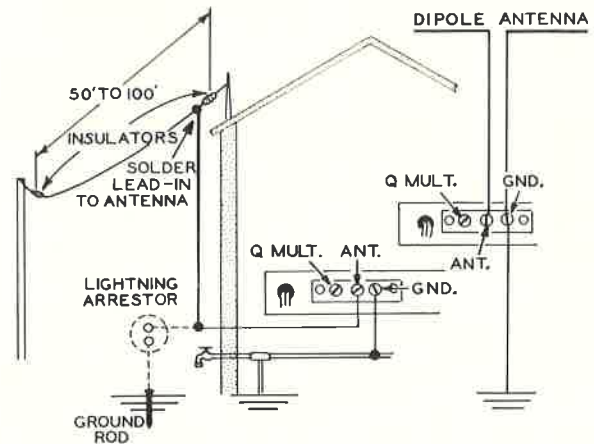 DIPOLE ANTENNA
50' TO 100'
INSULATORS
SOLDER
LEAD-IN
TO ANTENNA
Q MULT.
GND.
ANT.
Q MULT. ANT.
GND.
LIGHTNING
ARRESTOR
GROUND
ROD